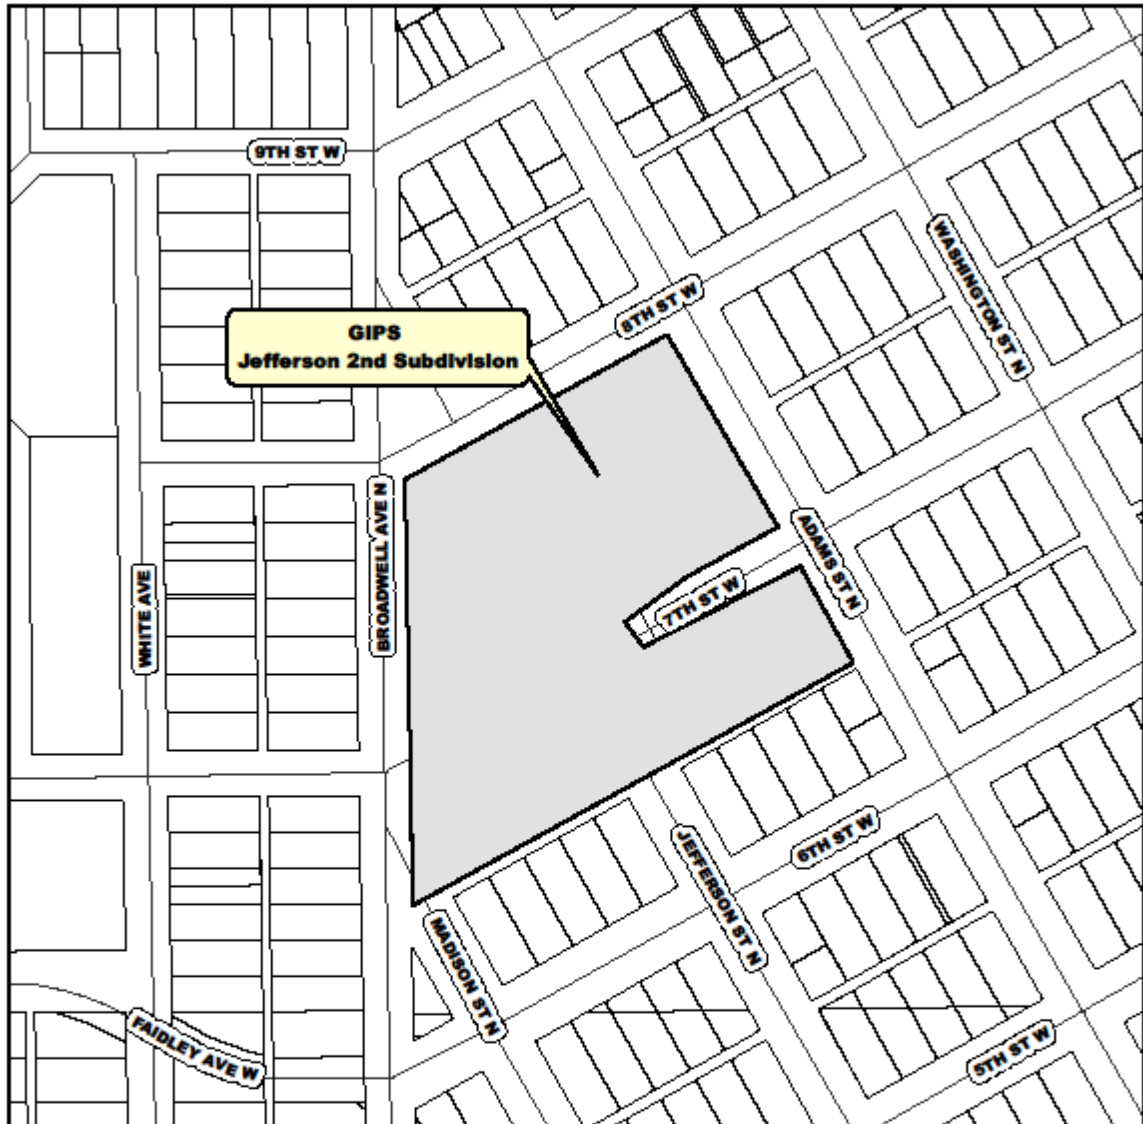 9TH ST W
WASHINGTON ST N
8TH ST W
GIPS
Jefferson 2nd Subdivision
BROADWELL AVE N
ADAMS ST N
WHITE AVE
7TH ST W
6TH ST W
JEFFERSON ST N
MADISON ST N
FAIDLEY AVE W
5TH ST W